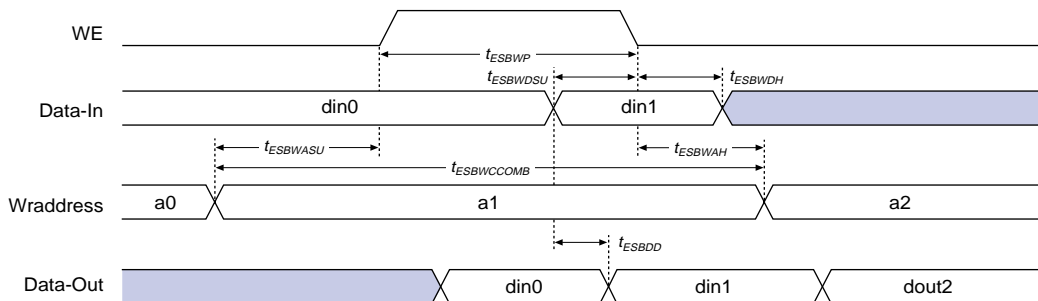 WE
tESBWP
tESBWDSU
tESBWDH
Data-In din0 din1
tESBWASU
tESBWAH
tESBWCCOMB
Wraddress a0 a1 a2
tESBDD
Data-Out din0 din1 dout2